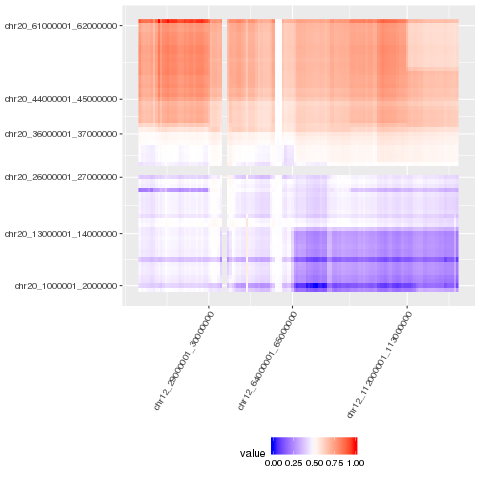 chr20_61000001_62000000
chr20_44000001_45000000
chr20_36000001_37000000
chr20_26000001_27000000
chr20_13000001_14000000
chr20_1000001_2000000
chr12_29000001_30000000
chr12_64000001_65000000
chr12_112000001_113000000
value
0.00 0.25 0.50 0.75 1.00